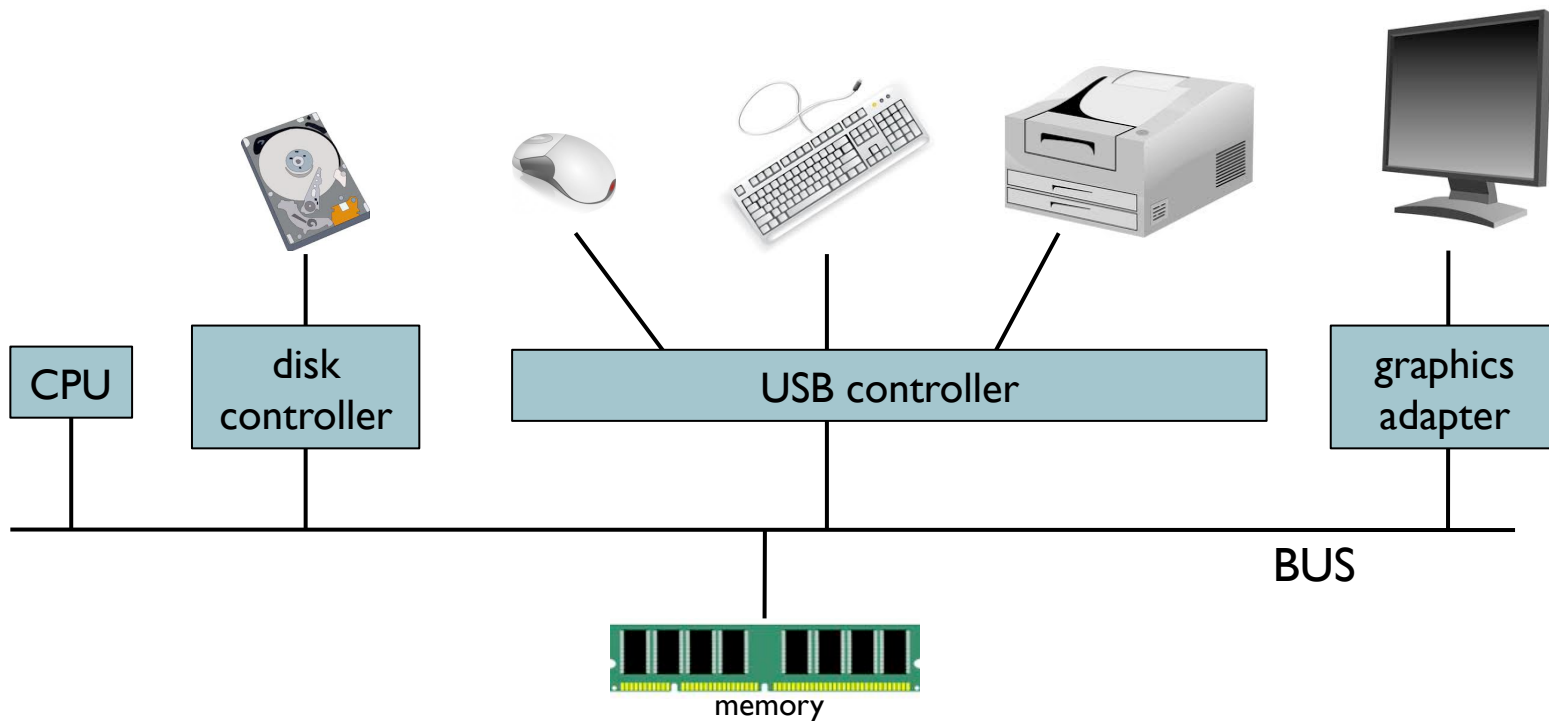 CPU
disk
controller
USB controller
graphics
adapter
BUS
memory